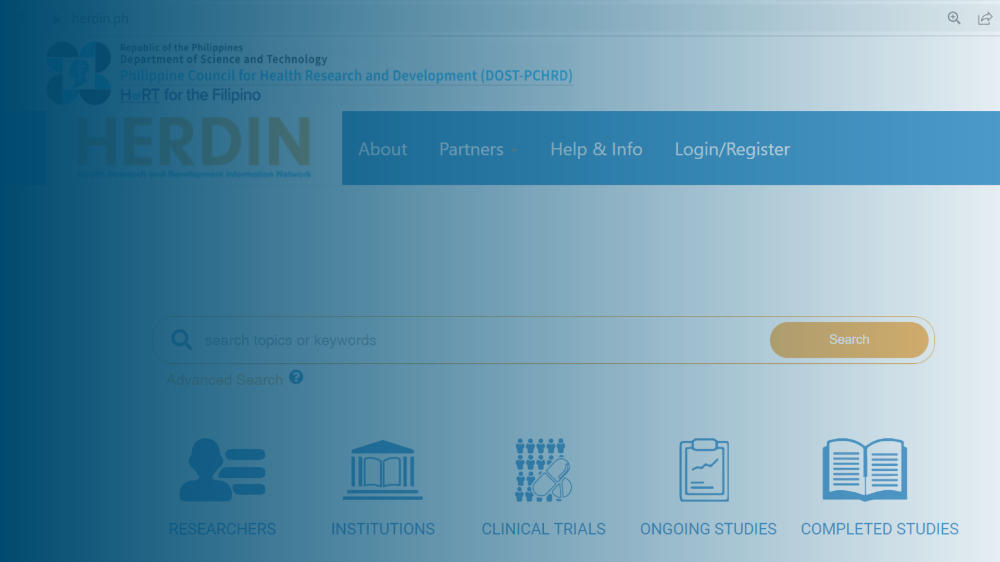 herdin.ph
Republic of the Philippines
Department of Science and Technology
Philippine Council for Health Research and Development (DOST-PCHRD)
HeRT for the Filipino
HERDIN
Health Research and Development Information Network
About Partners Help & Info Login/Register
search topics or keywords Search
Advanced Search ?
RESEARCHERS INSTITUTIONS CLINICAL TRIALS ONGOING STUDIES COMPLETED STUDIES